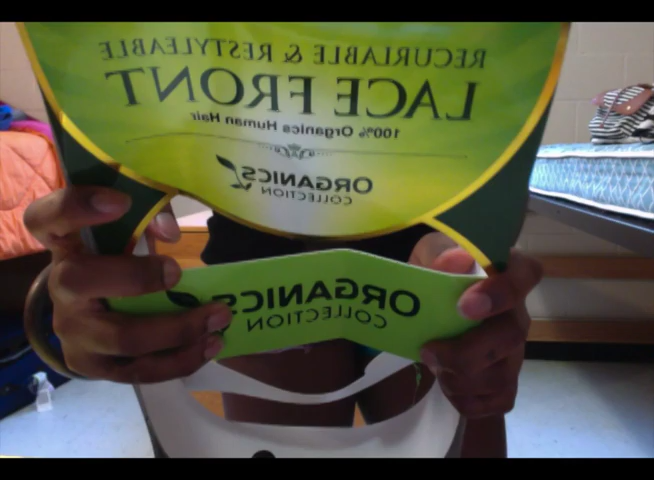 RECURLABLE & RESTYLEABLE
LACE FRONT
100% Organics Human Hair
ORGANICS
COLLECTION
ORGANICS
COLLECTION